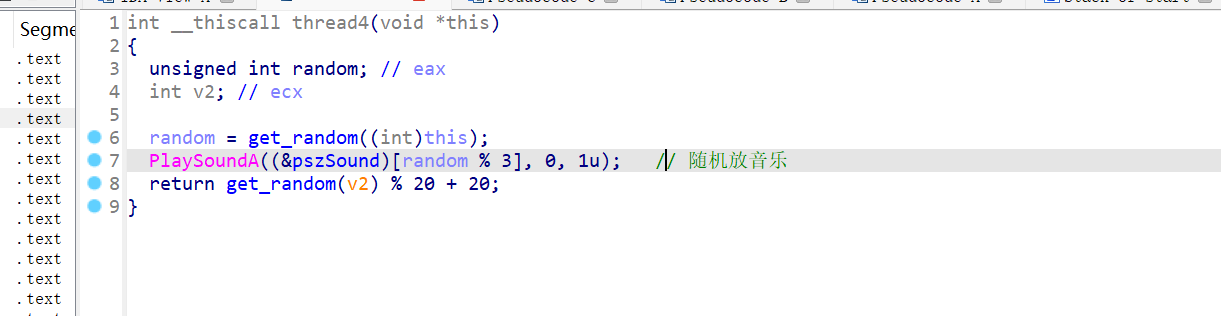 Segme
.text
.text
.text
.text
.text
.text
.text
.text
.text
.text
.text
.text
.text
1 int __thiscall thread4(void *this)
2 {
3 unsigned int random; // eax
4 int v2; // ecx
5
6 random = get_random((int)this);
7 PlaySoundA((&pszSound)[random % 3], 0, 1u); // 随机放音乐
8 return get_random(v2) % 20 + 20;
9 }